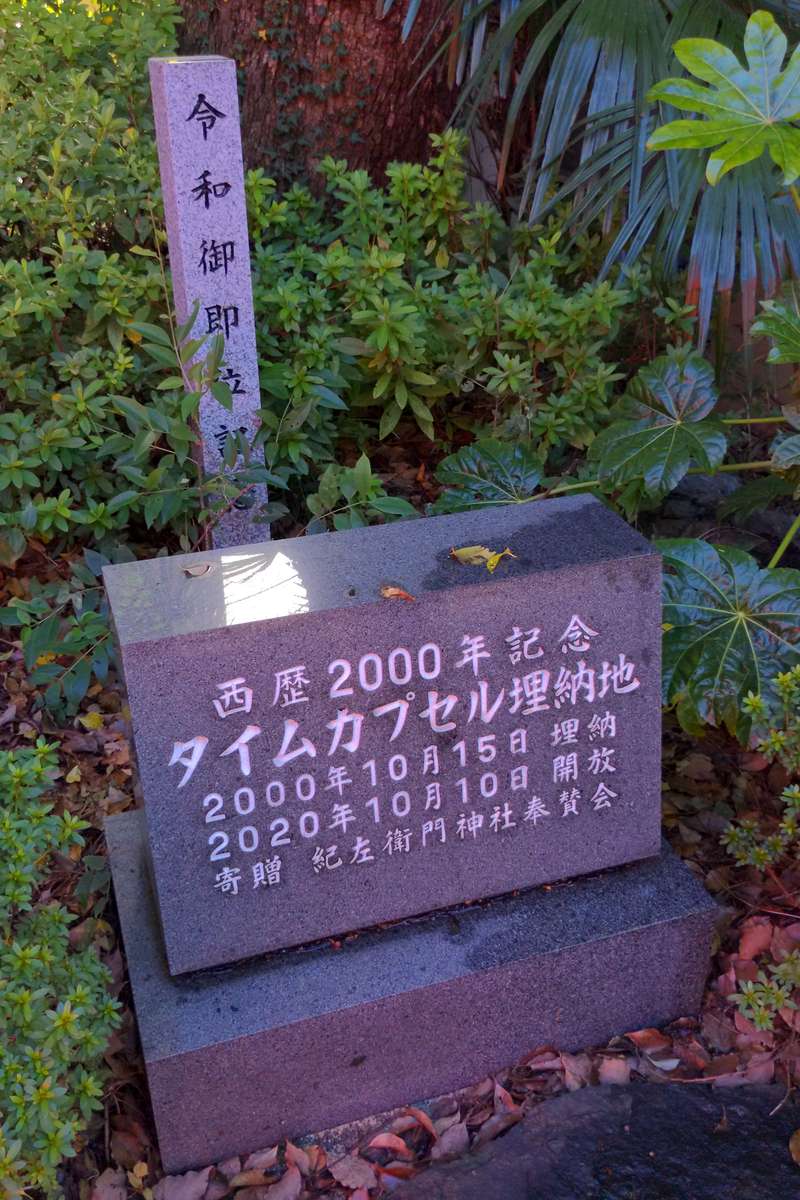 令和御即位記
西歴2000年記念
タイムカプセル埋納地
2000年10月15日 埋納
2020年10月10日 開放
寄贈 紀左衛門神社奉賛会